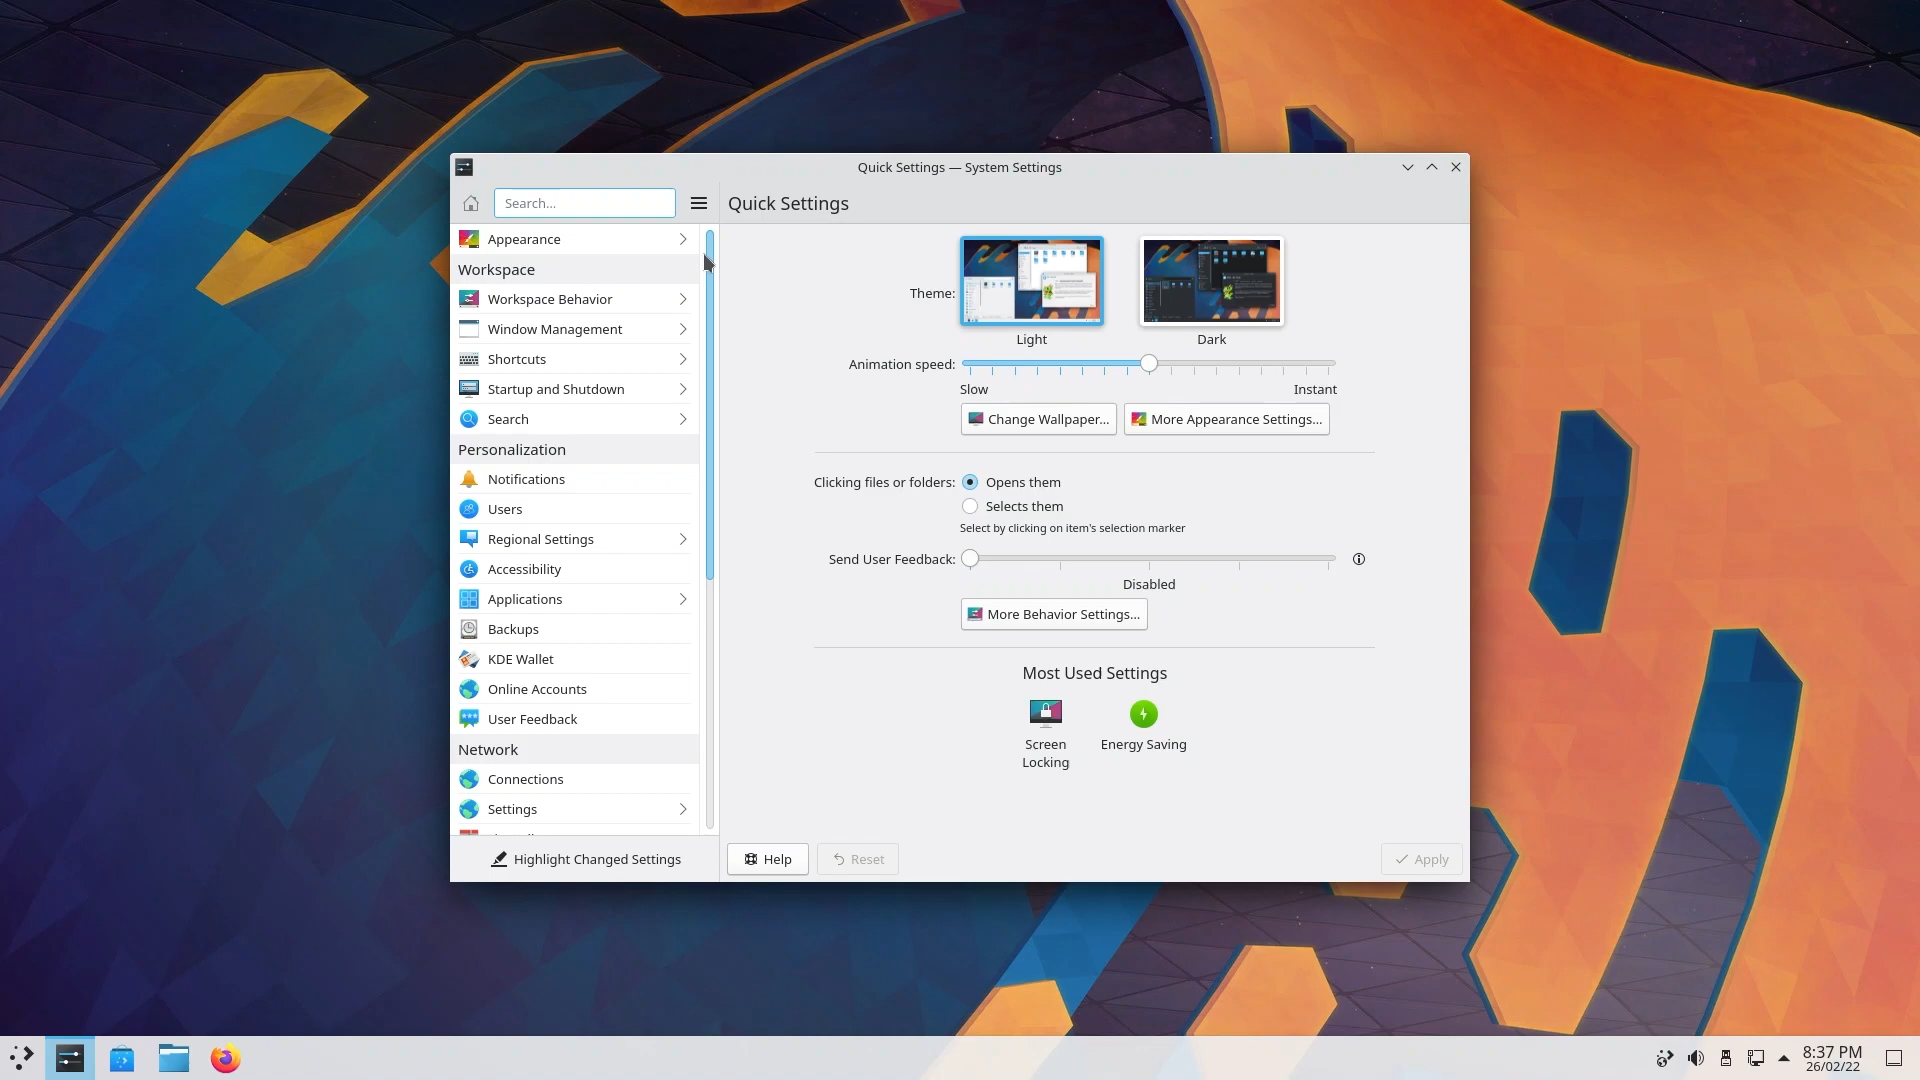 Quick Settings — System Settings
Search...
Quick Settings
Appearance
Workspace
Workspace Behavior
Window Management
Shortcuts
Startup and Shutdown
Search
Personalization
Notifications
Users
Regional Settings
Accessibility
Applications
Backups
KDE Wallet
Online Accounts
User Feedback
Network
Connections
Settings
Highlight Changed Settings
Theme:
Light
Dark
Animation speed:
Slow
Instant
Change Wallpaper...
More Appearance Settings...
Clicking files or folders:
Opens them
Selects them
Select by clicking on item's selection marker
Send User Feedback:
Disabled
More Behavior Settings...
Most Used Settings
Screen
Locking
Energy Saving
Help
Reset
Apply
8:37 PM
26/02/22